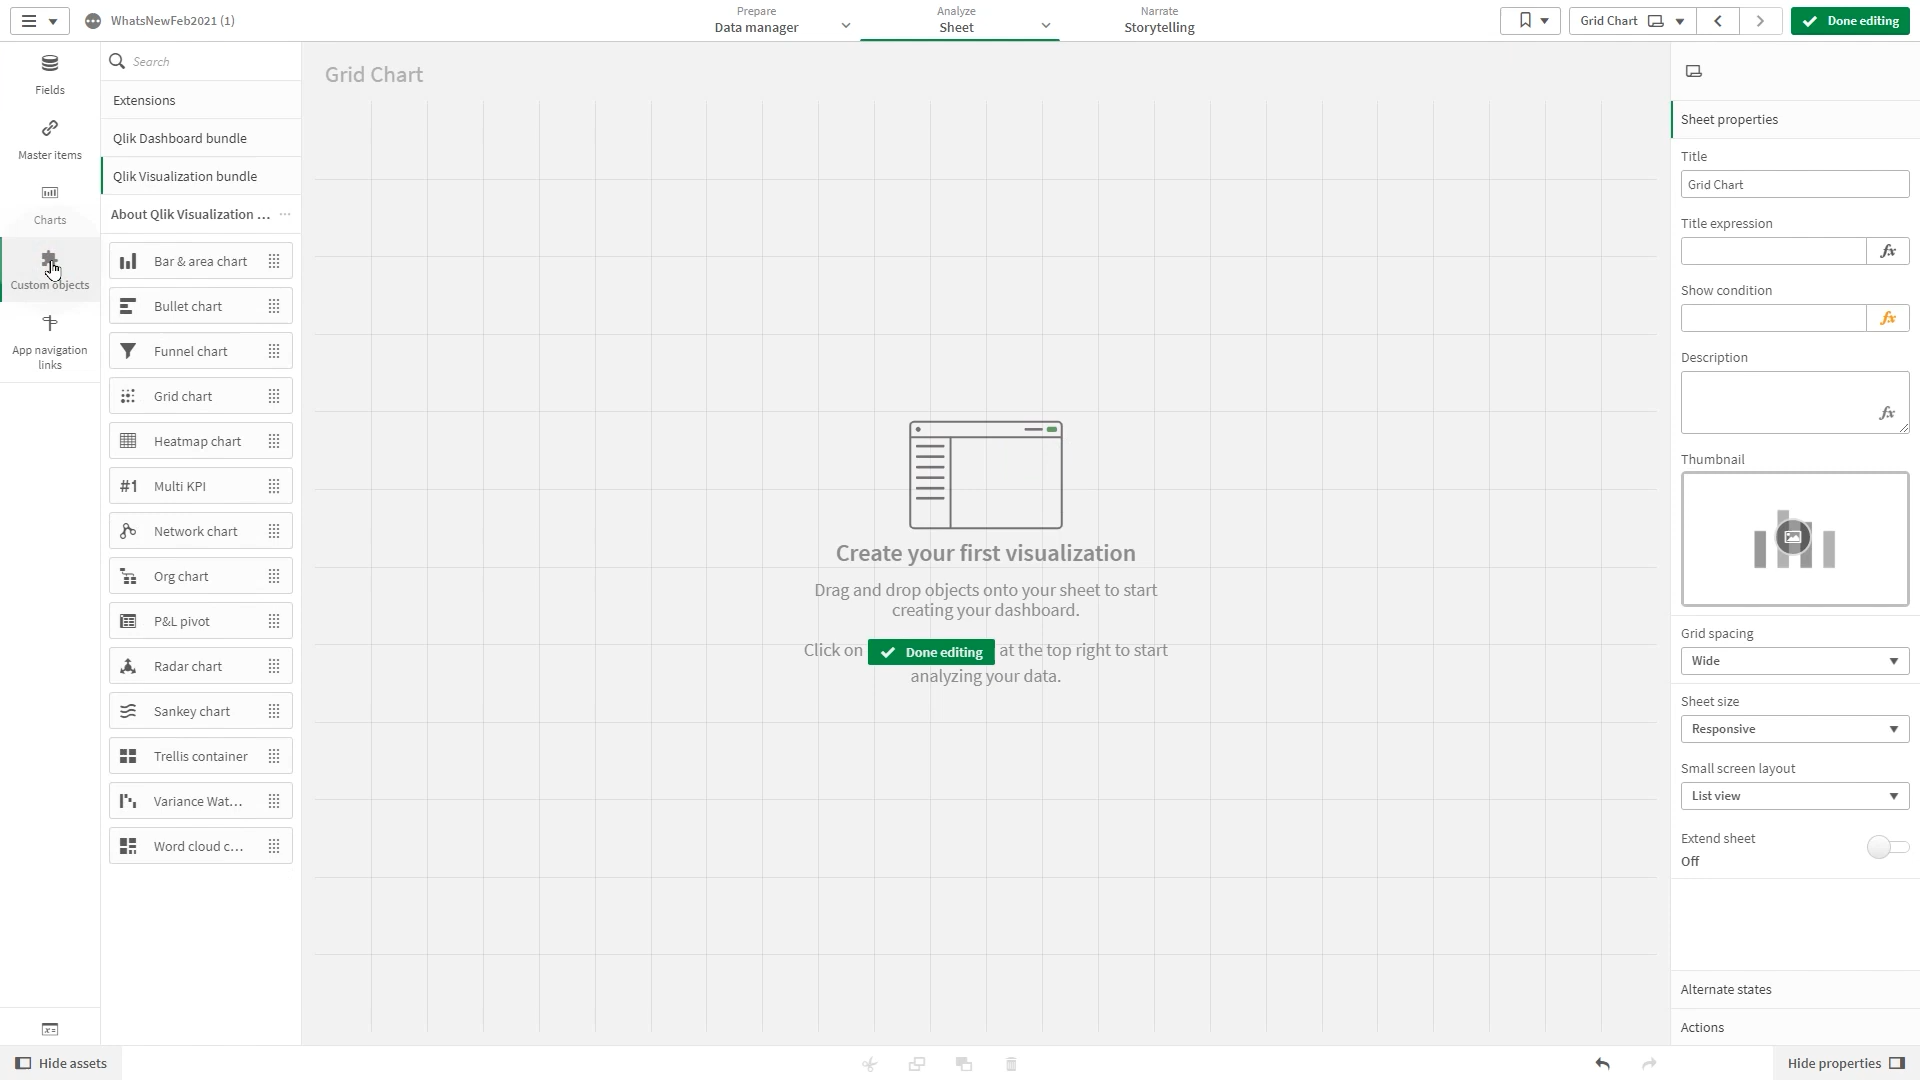 WhatsNewFeb2021 (1)
Prepare
Data manager
Analyze
Sheet
Narrate
Storytelling
Grid Chart
Done editing
Fields
Master items
Charts
Custom objects
App navigation
links
Search
Extensions
Qlik Dashboard bundle
Qlik Visualization bundle
About Qlik Visualization ...
Bar & area chart
Bullet chart
Funnel chart
Grid chart
Heatmap chart
#1 Multi KPI
Network chart
Org chart
P&L pivot
Radar chart
Sankey chart
Trellis container
Variance Wat...
Word cloud c...
Grid Chart
Create your first visualization
Drag and drop objects onto your sheet to start
creating your dashboard.
Click on Done editing at the top right to start
analyzing your data.
Sheet properties
Title
Grid Chart
Title expression
fx
Show condition
fx
Description
fx
Thumbnail
Grid spacing
Wide
Sheet size
Responsive
Small screen layout
List view
Extend sheet
Off
Alternate states
Actions
Hide assets
Hide properties